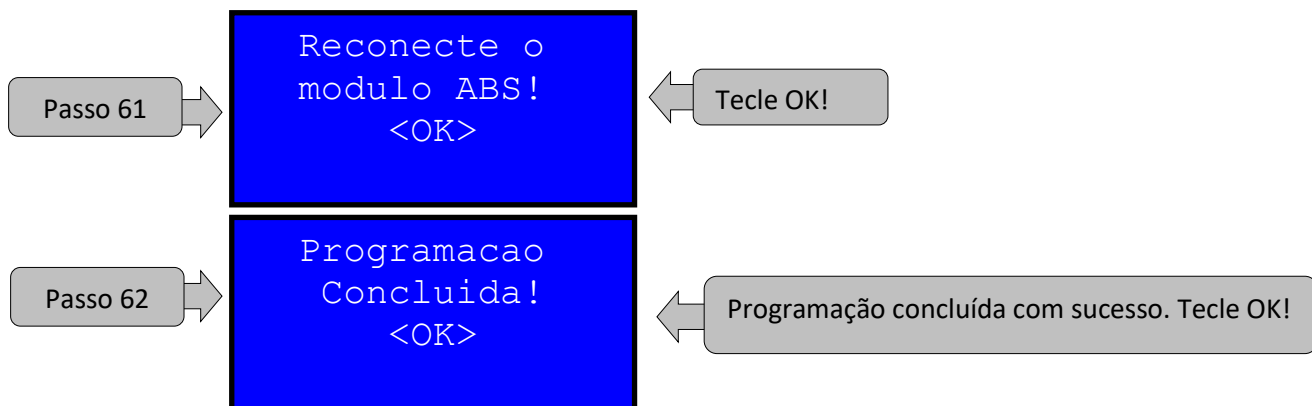 Passo 61
Reconecte o
modulo ABS!
<OK>
Tecle OK!
Passo 62
Programacao
Concluida!
<OK>
Programação concluída com sucesso. Tecle OK!